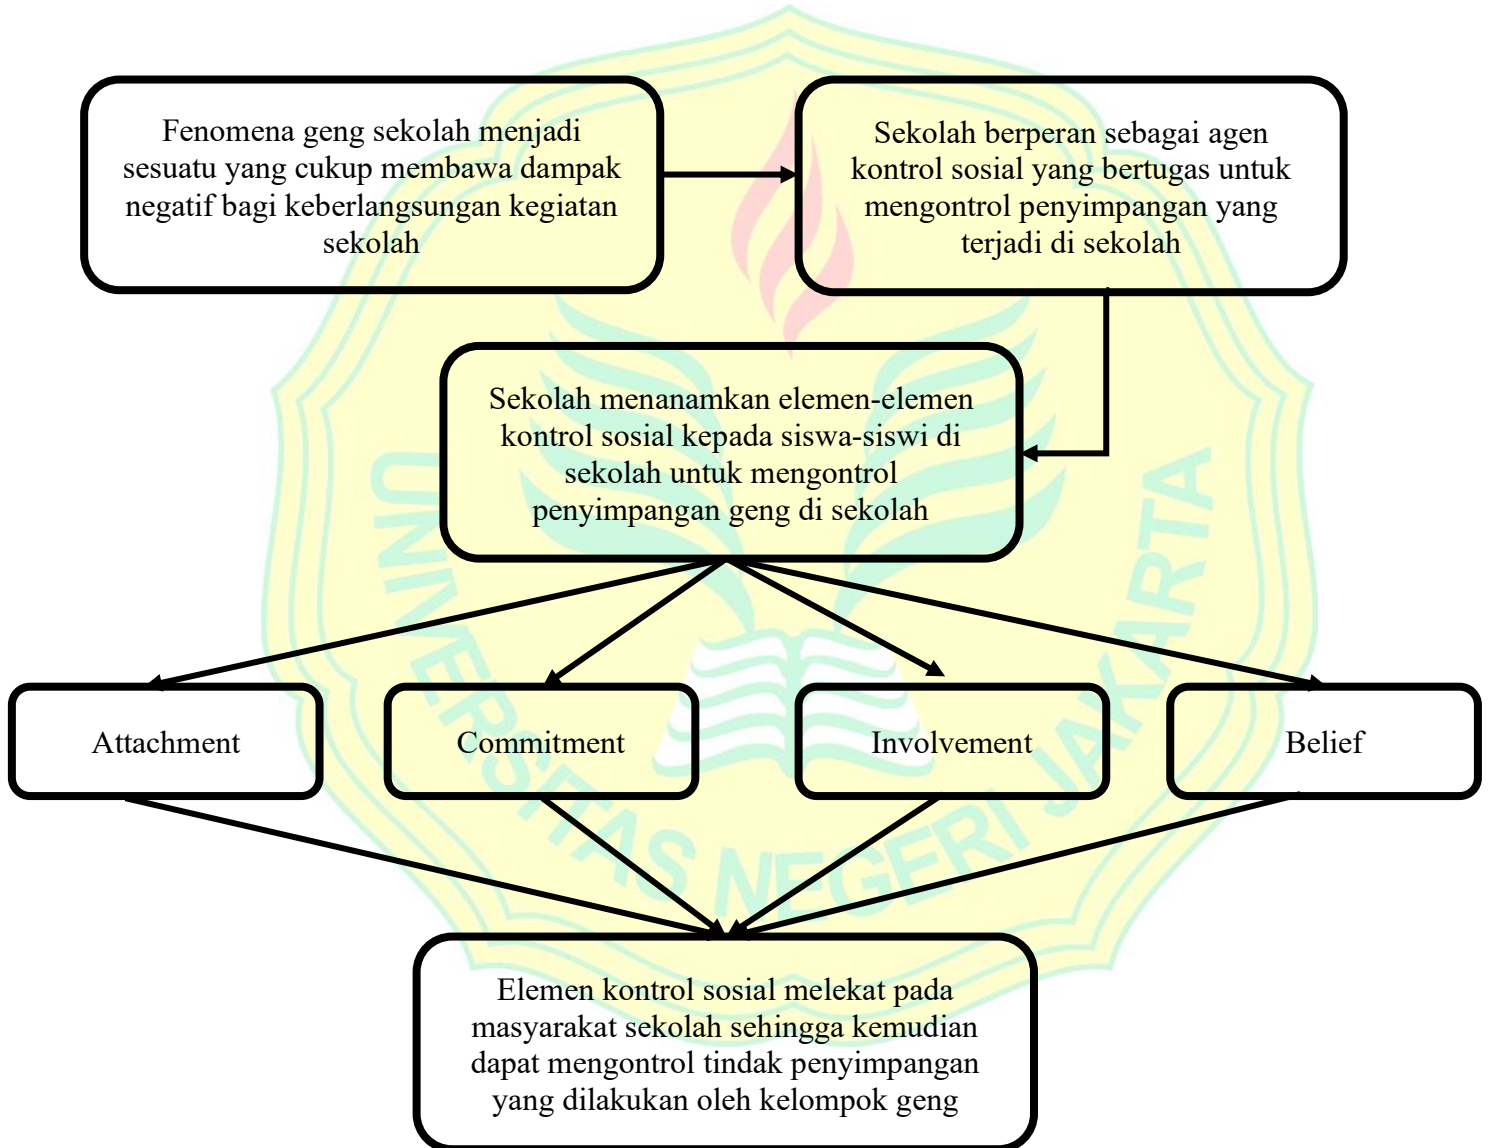 Fenomena geng sekolah menjadi
sesuatu yang cukup membawa dampak
negatif bagi keberlangsungan kegiatan
sekolah
Sekolah berperan sebagai agen
kontrol sosial yang bertugas untuk
mengontrol penyimpangan yang
terjadi di sekolah
Sekolah menanamkan elemen-elemen
kontrol sosial kepada siswa-siswi di
sekolah untuk mengontrol
penyimpangan geng di sekolah
Attachment
Commitment
Involvement
Belief
Elemen kontrol sosial melekat pada
masyarakat sekolah sehingga kemudian
dapat mengontrol tindak penyimpangan
yang dilakukan oleh kelompok geng
UNIVERSITAS NEGERI JAKARTA